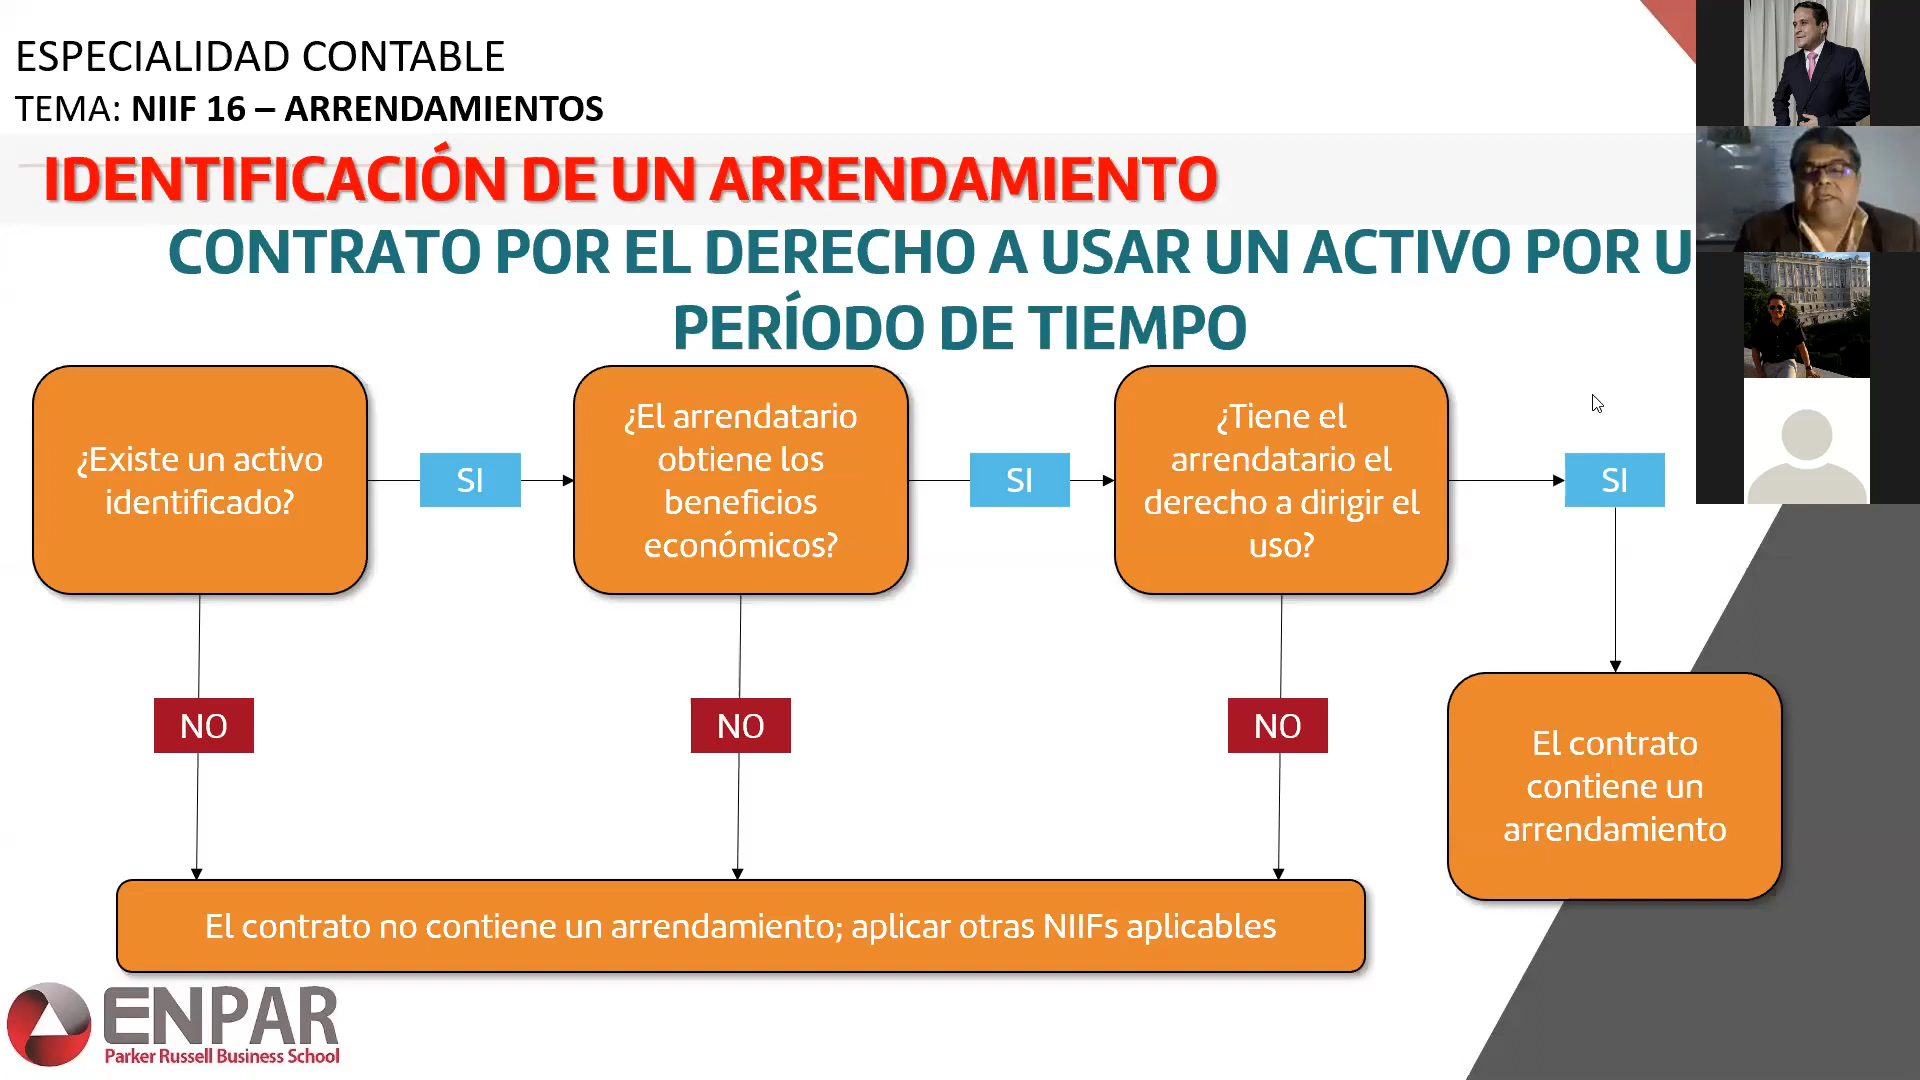 ESPECIALIDAD CONTABLE
TEMA: NIIF 16 – ARRENDAMIENTOS
IDENTIFICACIÓN DE UN ARRENDAMIENTO
CONTRATO POR EL DERECHO A USAR UN ACTIVO POR U
PERÍODO DE TIEMPO
¿Existe un activo
identificado?
SI
¿El arrendatario
obtiene los
beneficios
económicos?
SI
¿Tiene el
arrendatario el
derecho a dirigir el
uso?
SI
NO
NO
NO
El contrato
contiene un
arrendamiento
El contrato no contiene un arrendamiento; aplicar otras NIIFs aplicables
ENPAR
Parker Russell Business School